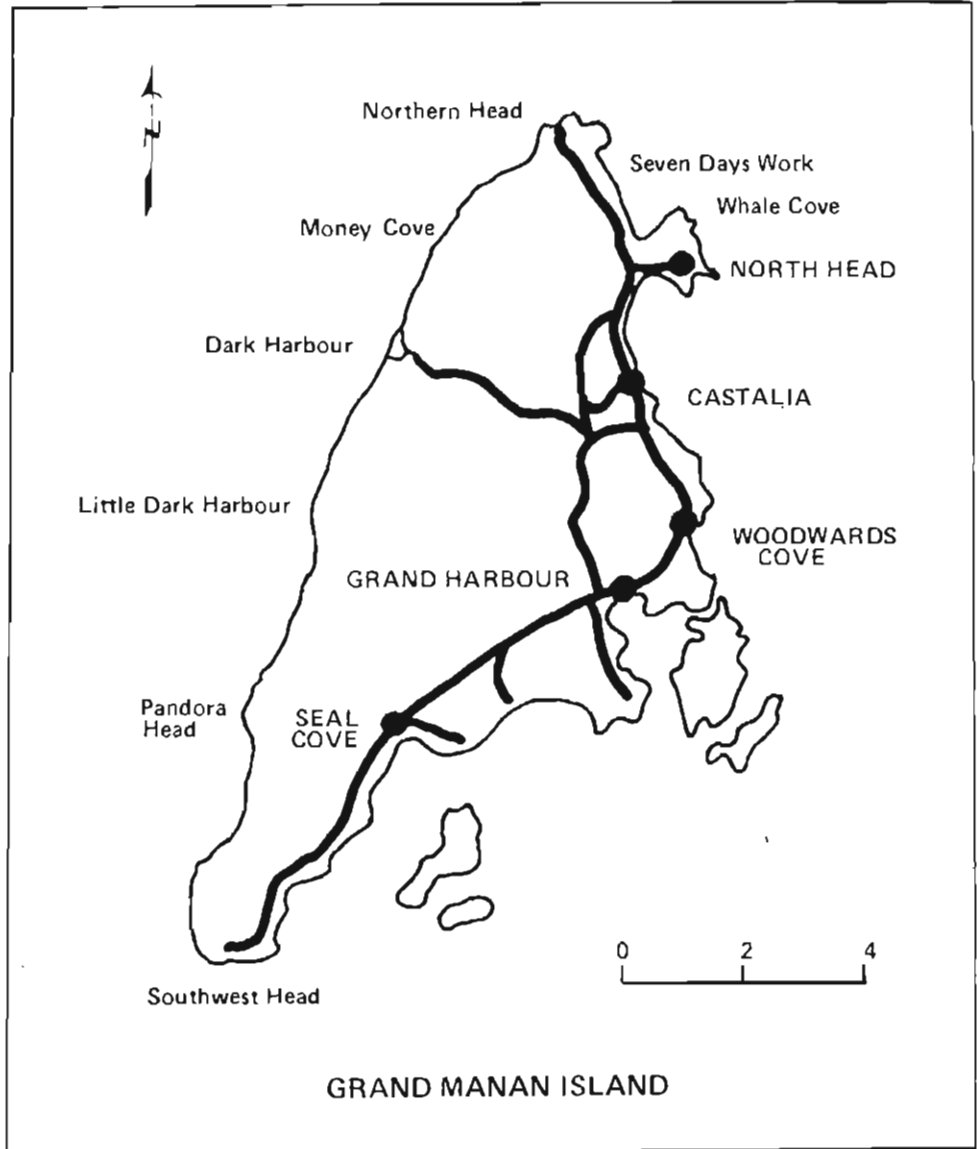 Northern Head
N
Seven Days Work
Whale Cove
Money Cove
NORTH HEAD
Dark Harbour
CASTALIA
Little Dark Harbour
WOODWARDS
COVE
GRAND HARBOUR
Pandora
Head
SEAL
COVE
0 2 4
Southwest Head
GRAND MANAN ISLAND